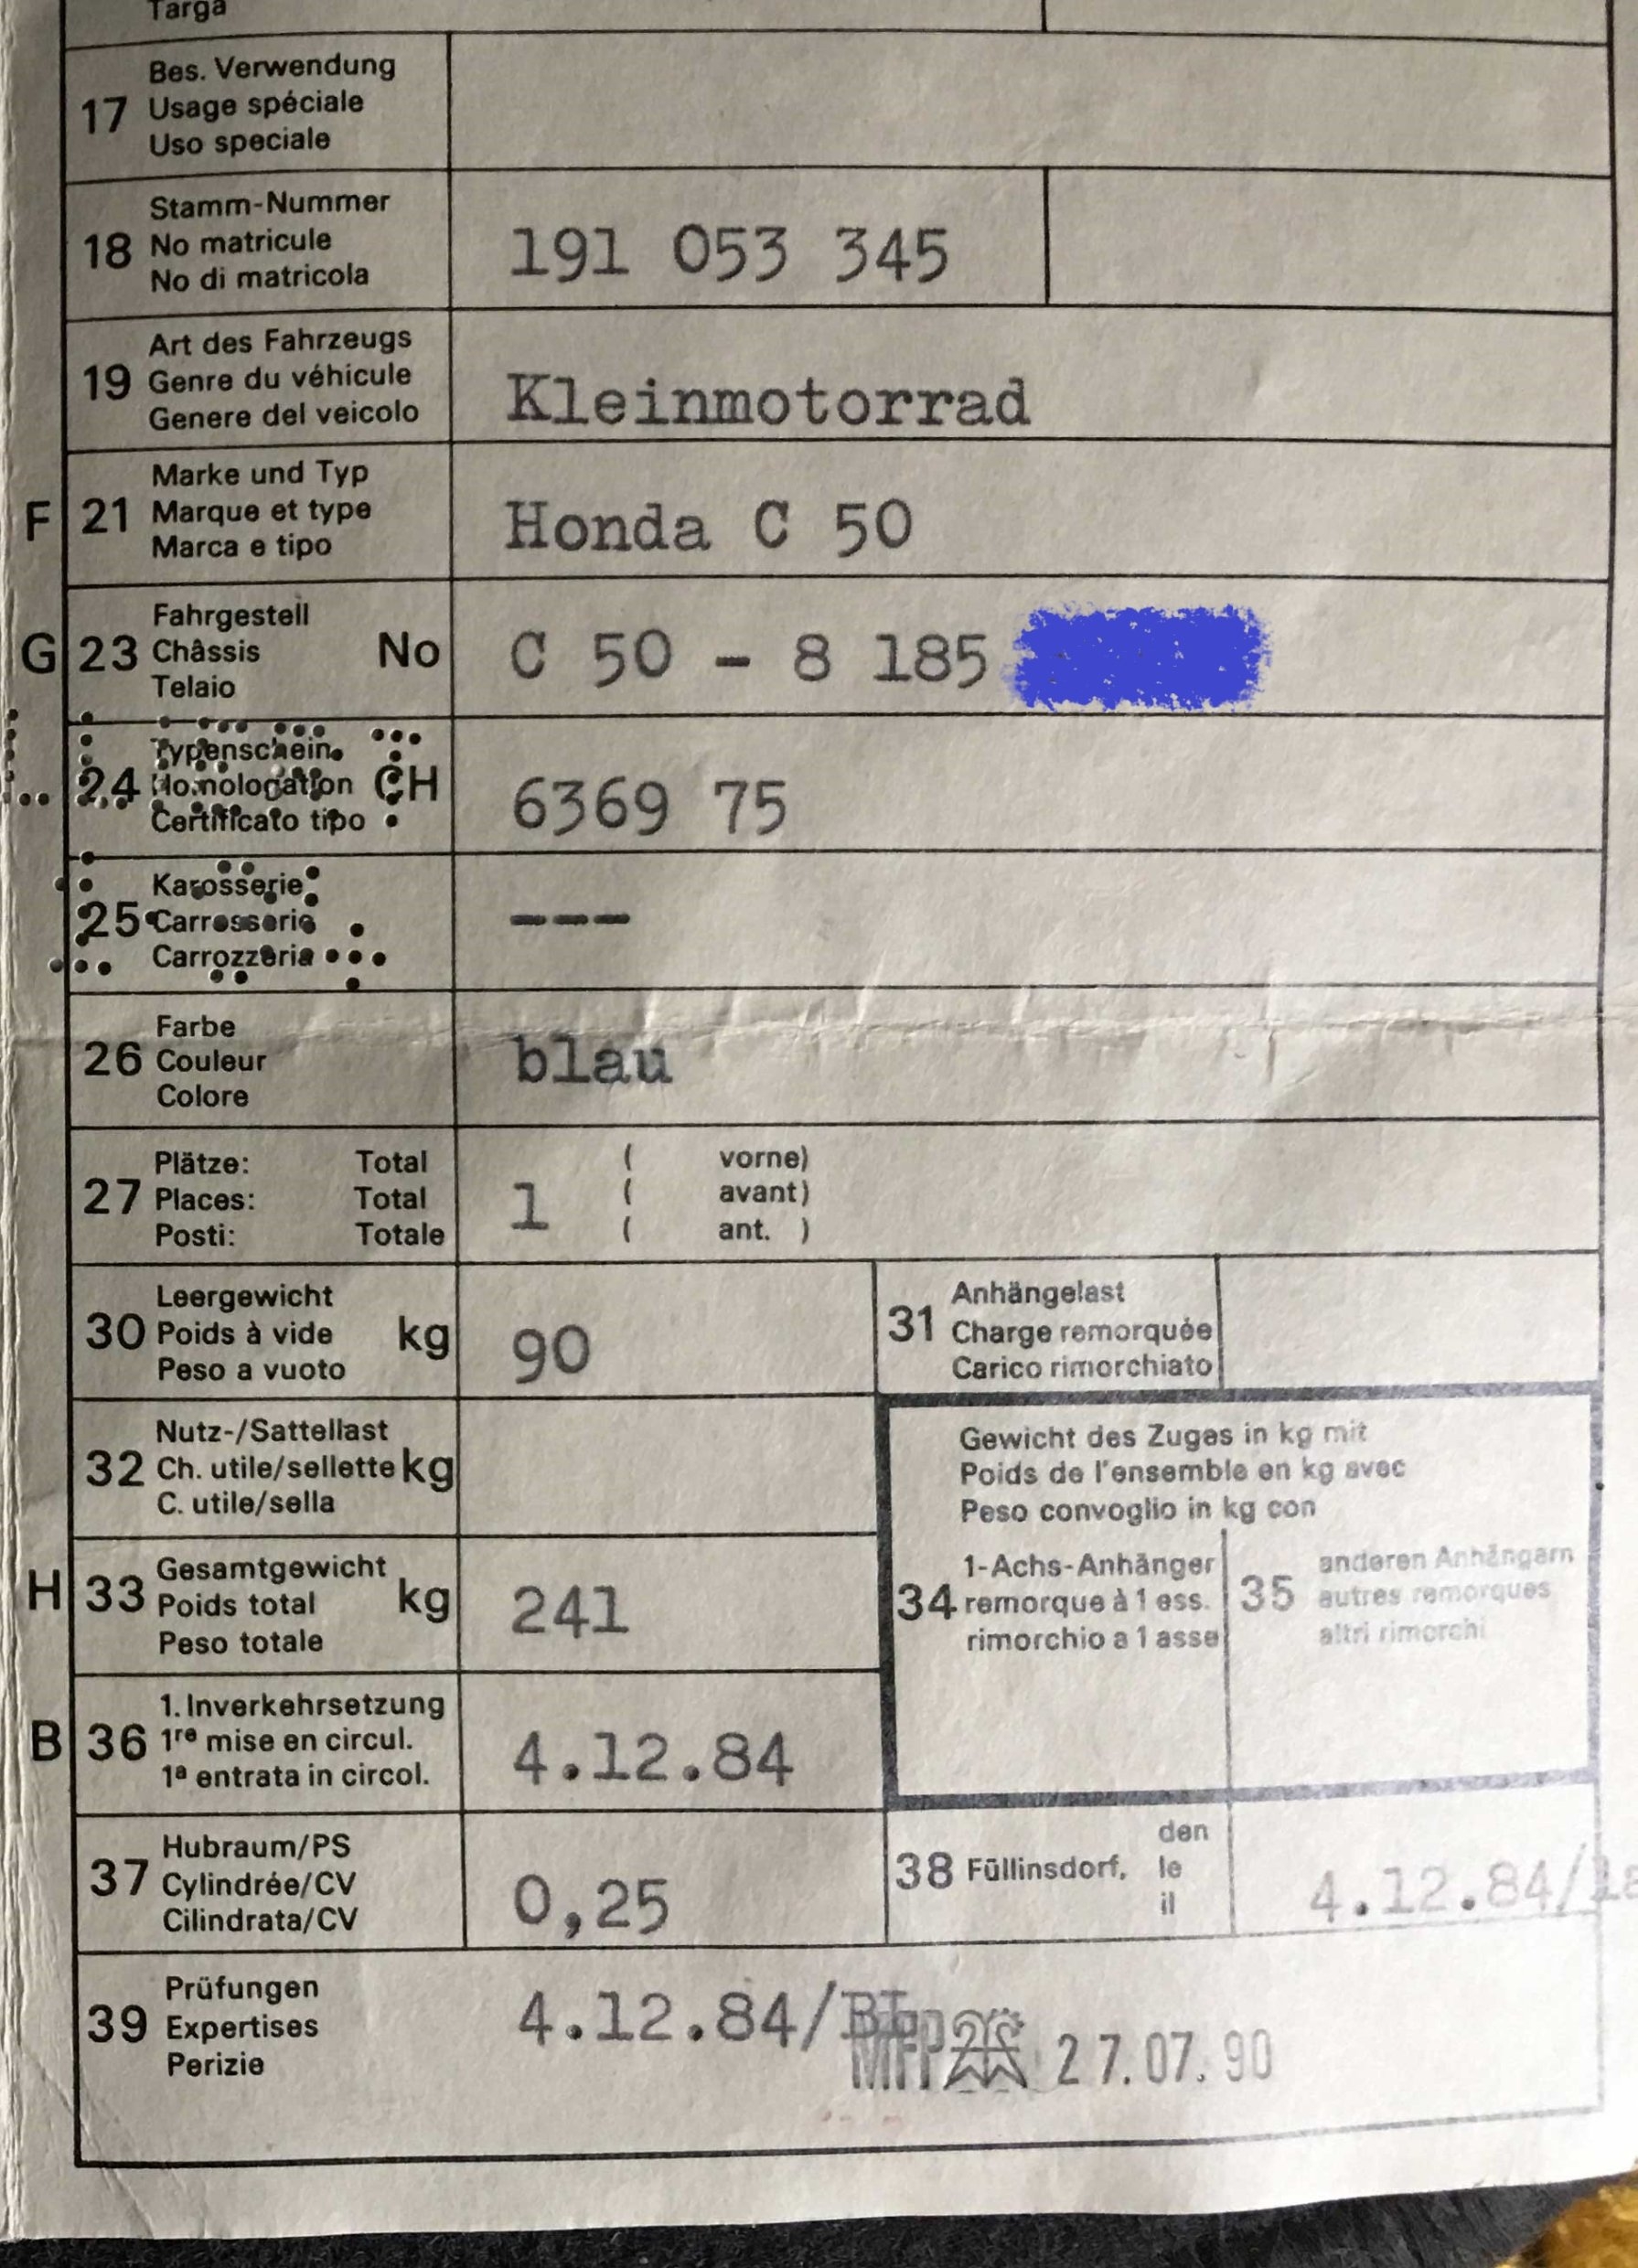 Targa
17 Bes. Verwendung
Usage spéciale
Uso speciale
18 Stamm-Nummer
No matricule
No di matricola
191 053 345
19 Art des Fahrzeugs
Genre du véhicule
Genere del veicolo
Kleinmotorrad
F 21 Marke und Typ
Marque et type
Marca e tipo
Honda C 50
G 23 Fahrgestell
Châssis No
Telaio
C 50 - 8 185
24 Typenschein
Homologation CH
Certificato tipo
6369 75
25 Karosserie
Carrosserie
Carrozzeria
---
26 Farbe
Couleur
Colore
blau
27 Plätze: Total
Places: Total
Posti: Totale
1
( vorne)
( avant)
( ant. )
30 Leergewicht
Poids à vide kg
Peso a vuoto
90
31 Anhängelast
Charge remorquée
Carico rimorchiato
32 Nutz-/Sattellast
Ch. utile/sellette kg
C. utile/sella
Gewicht des Zuges in kg mit
Poids de l'ensemble en kg avec
Peso convoglio in kg con
H 33 Gesamtgewicht
Poids total kg
Peso totale
241
34 1-Achs-Anhänger
remorque à 1 ess.
rimorchio a 1 asse
35 anderen Anhängern
autres remorques
altri rimorchi
B 36 1. Inverkehrsetzung
1re mise en circul.
1a entrata in circol.
4.12.84
37 Hubraum/PS
Cylindrée/CV
Cilindrata/CV
0,25
38 Füllinsdorf, den
le
il
4.12.84/
39 Prüfungen
Expertises
Perizie
4.12.84/
MFP 27.07.90